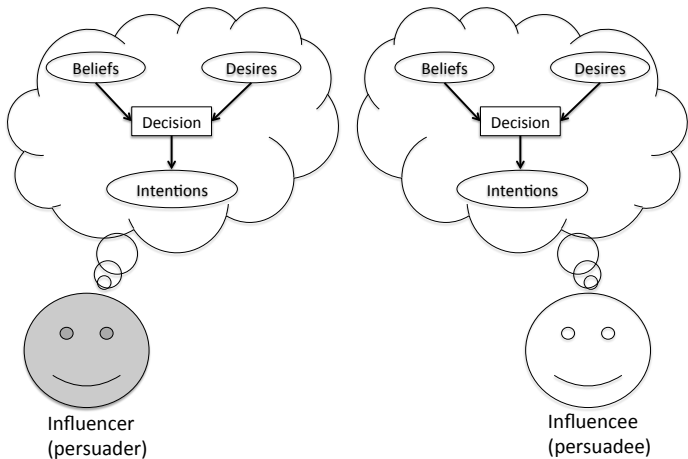 Beliefs
Desires
Decision
Intentions
Influencer
(persuader)
Beliefs
Desires
Decision
Intentions
Influencee
(persuadee)